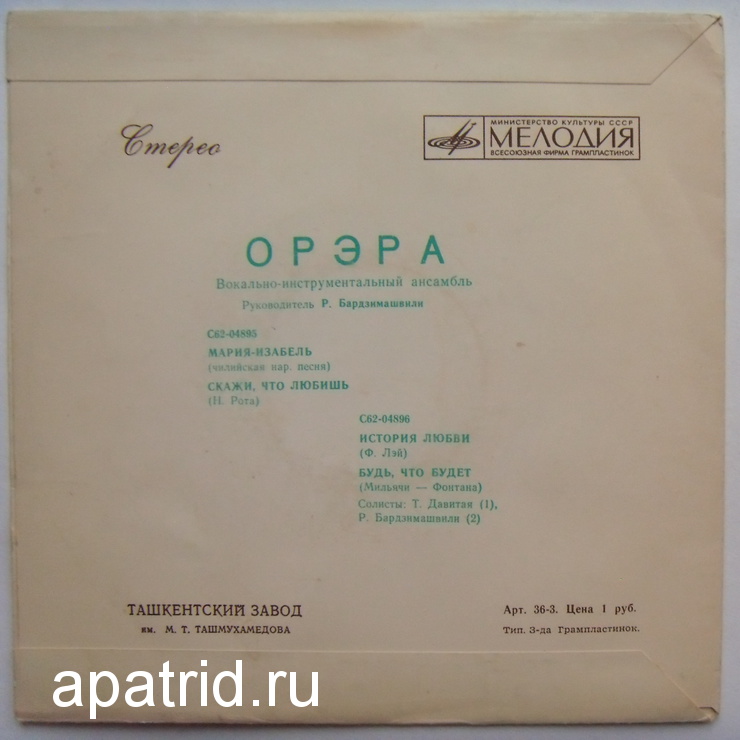 Стерео
МИНИСТЕРСТВО КУЛЬТУРЫ СССР
МЕЛОДИЯ
ВСЕСОЮЗНАЯ ФИРМА ГРАМПЛАСТИНОК
ОРЭРА
Вокально-инструментальный ансамбль
Руководитель Р. Бардзимашвили
С62-04895
МАРИЯ-ИЗАБЕЛЬ
(чилийская нар. песня)
СКАЖИ, ЧТО ЛЮБИШЬ
(Н. Рота)
С62-04896
ИСТОРИЯ ЛЮБВИ
(Ф. Лэй)
БУДЬ, ЧТО БУДЕТ
(Мильячи — Фонтана)
Солисты: Т. Давитая (1),
Р. Бардзимашвили (2)
ТАШКЕНТСКИЙ ЗАВОД
им. М. Т. ТАШМУХАМЕДОВА
Арт. 36-3. Цена 1 руб.
Тип. З-да Грампластинок.
apatrid.ru